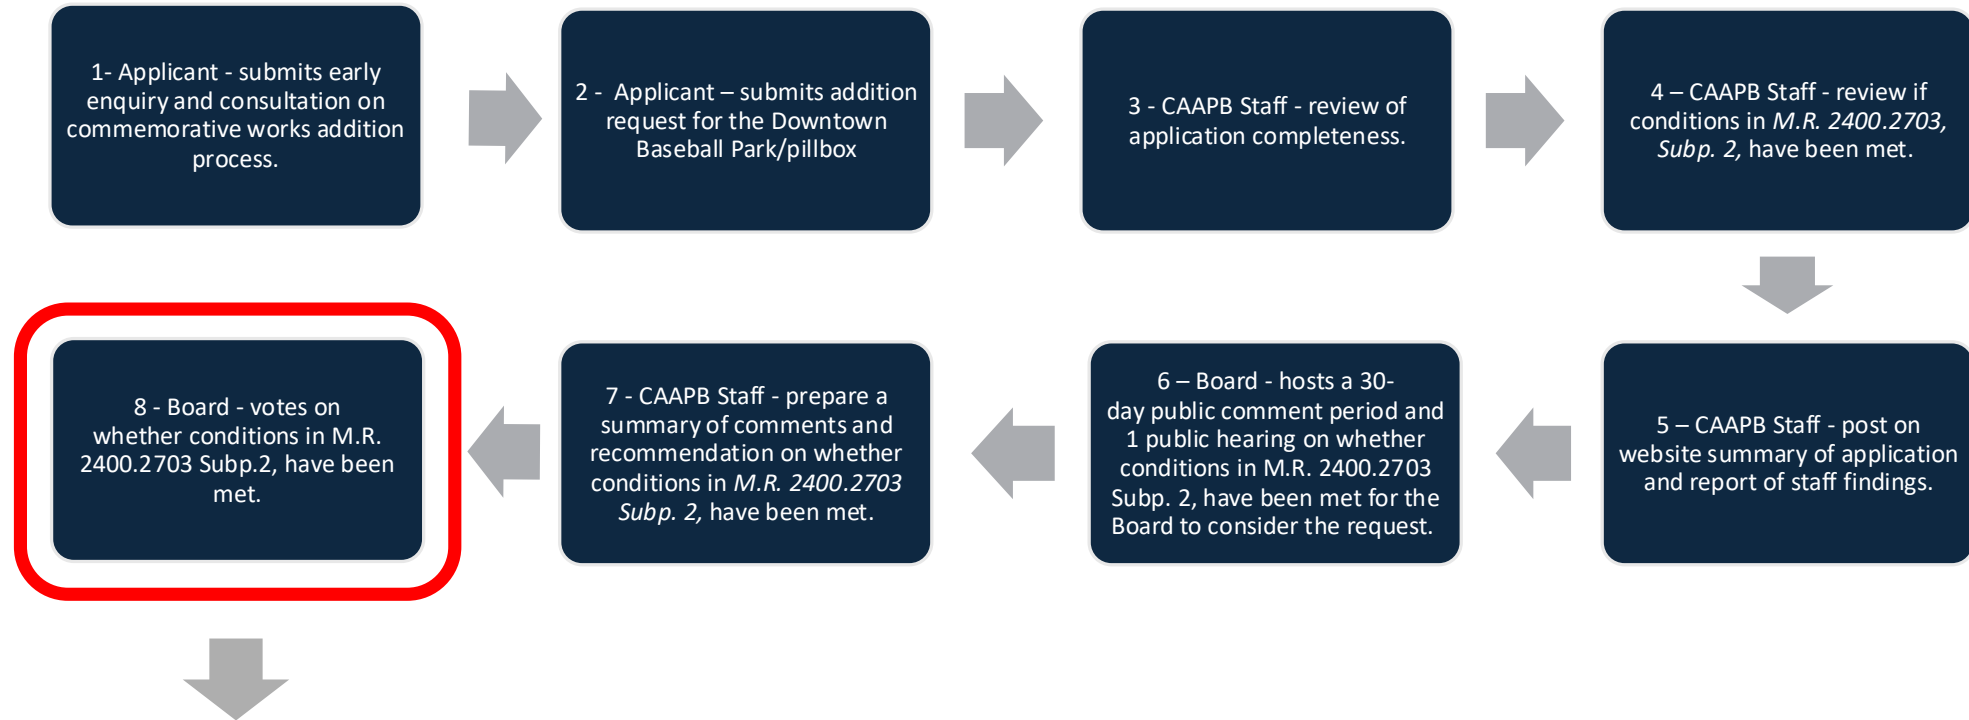 1- Applicant - submits early
enquiry and consultation on
commemorative works addition
process.
2 - Applicant – submits addition
request for the Downtown
Baseball Park/pillbox
3 - CAAPB Staff - review of
application completeness.
4 – CAAPB Staff - review if
conditions in M.R. 2400.2703,
Subp. 2, have been met.
5 – CAAPB Staff - post on
website summary of application
and report of staff findings.
6 – Board - hosts a 30-
day public comment period and
1 public hearing on whether
conditions in M.R. 2400.2703
Subp. 2, have been met for the
Board to consider the request.
7 - CAAPB Staff - prepare a
summary of comments and
recommendation on whether
conditions in M.R. 2400.2703
Subp. 2, have been met.
8 - Board - votes on
whether conditions in M.R.
2400.2703 Subp.2, have been
met.